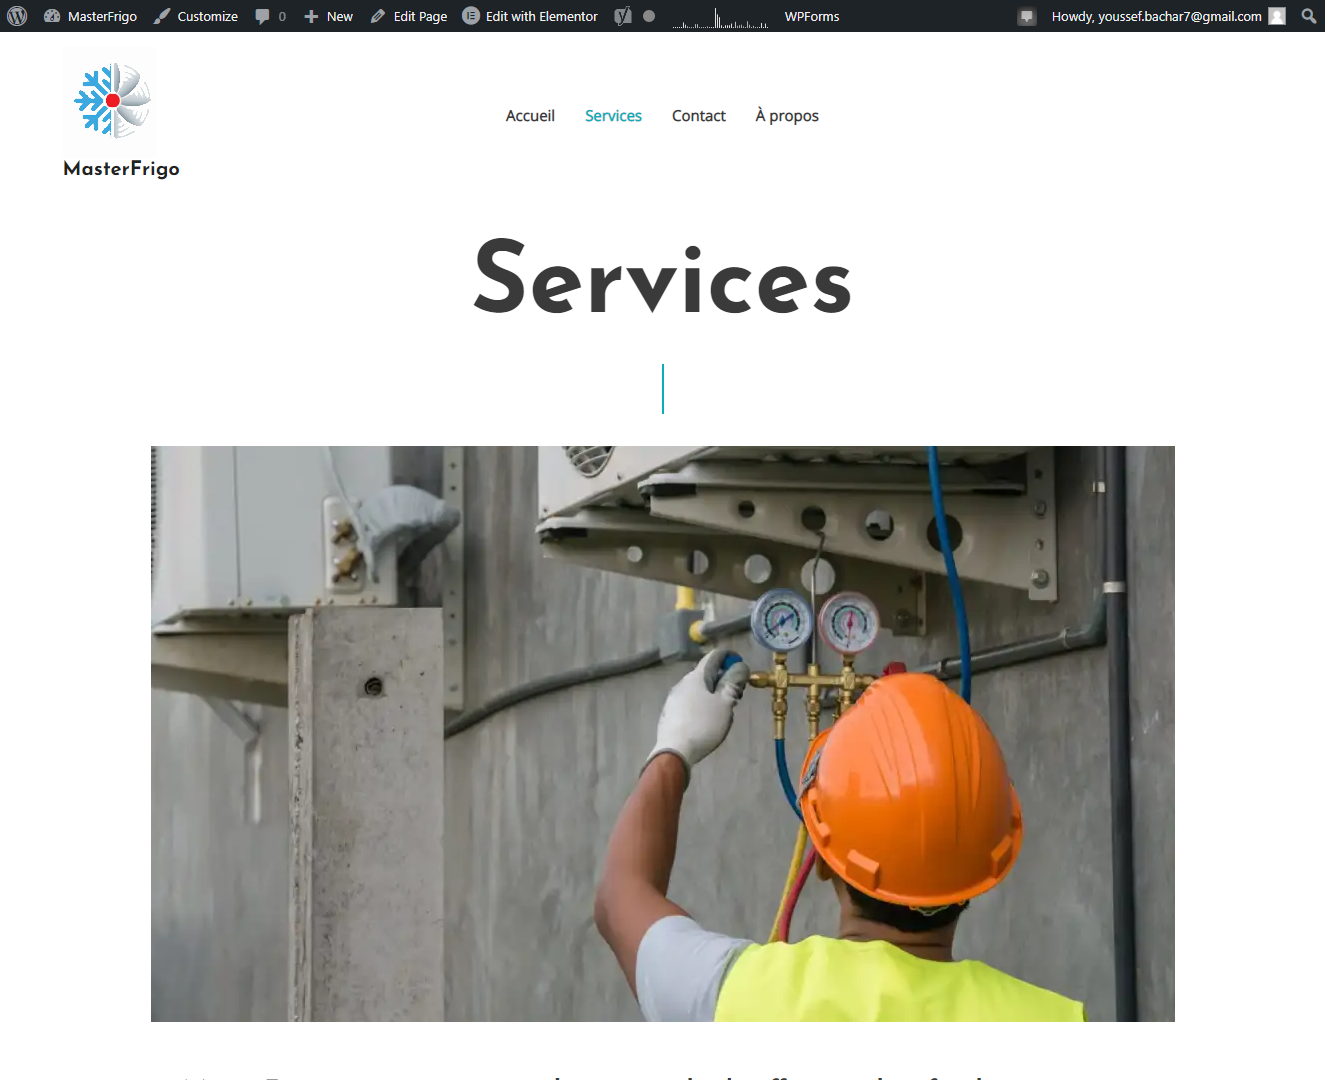 MasterFrigo Customize 0 New Edit Page Edit with Elementor WPForms Howdy, youssef.bachar7@gmail.com
Accueil Services Contact À propos
MasterFrigo
Services